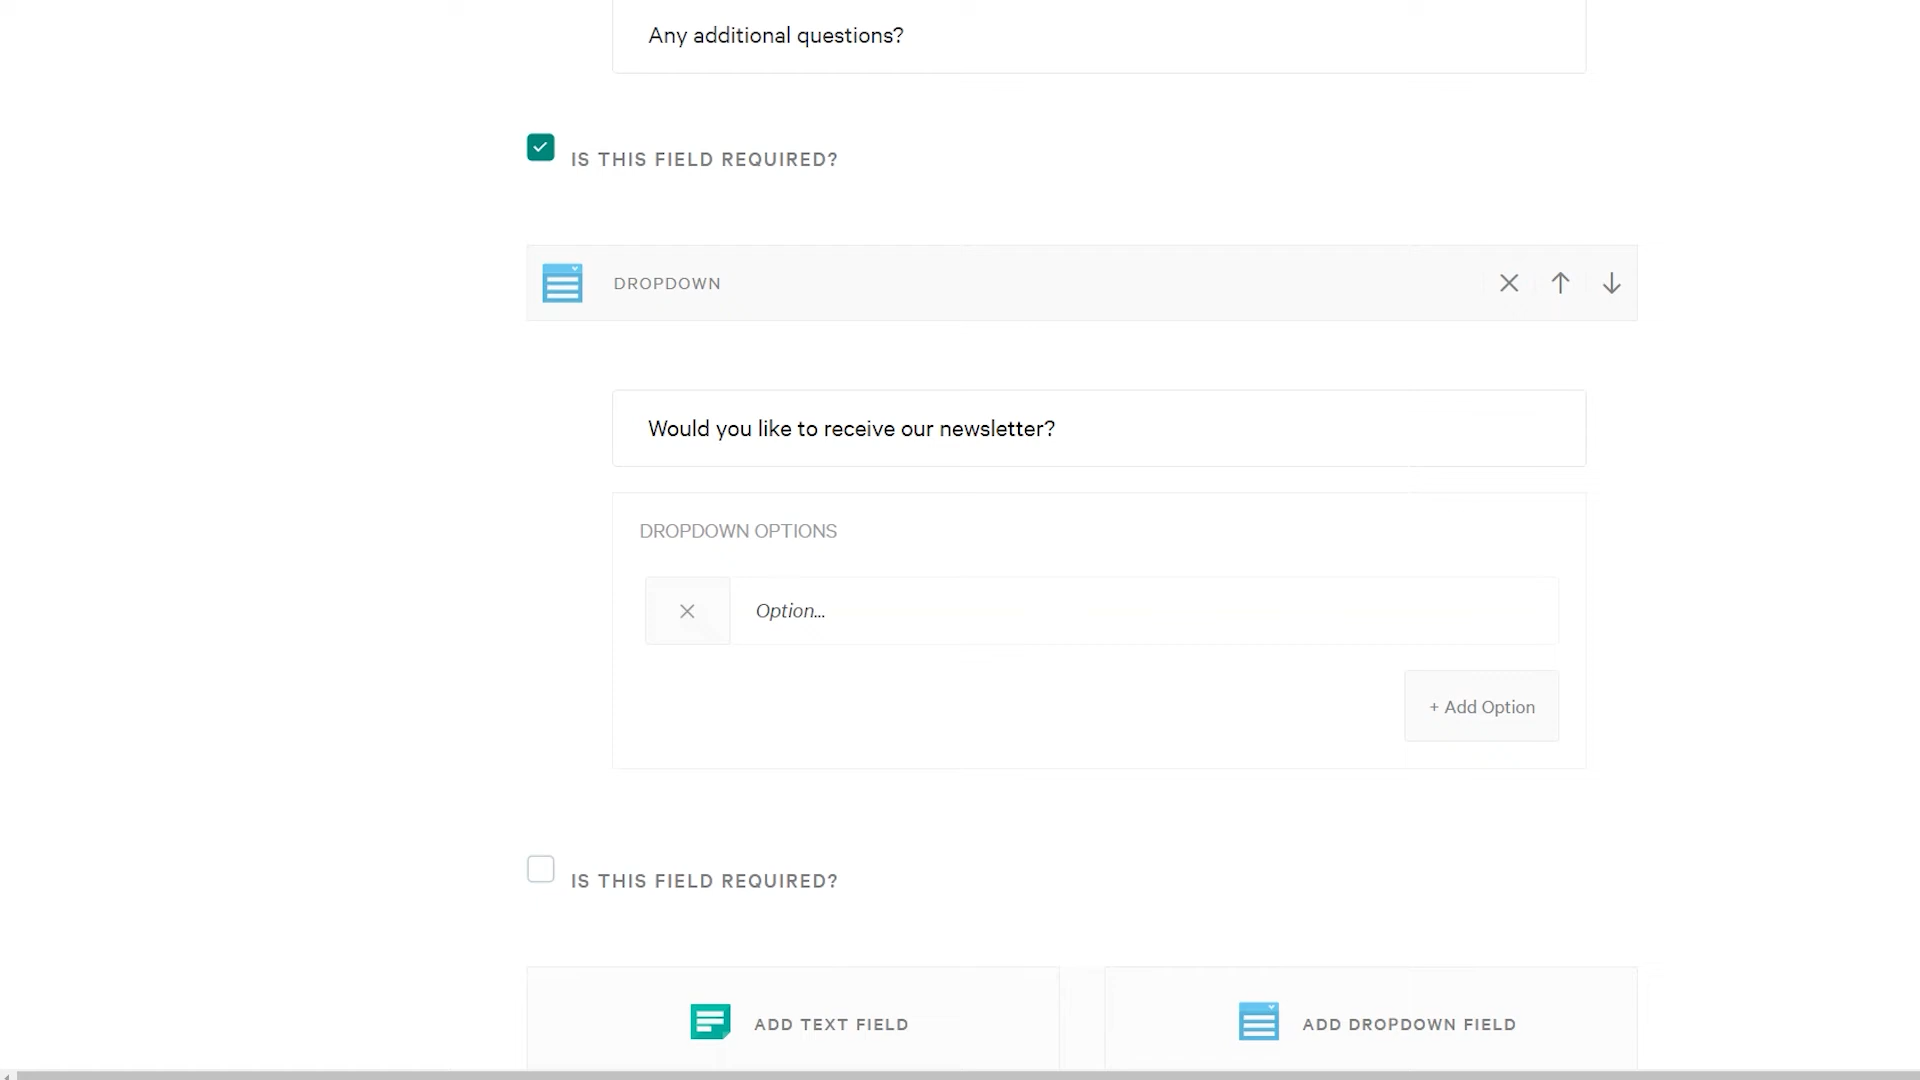 Any additional questions?
IS THIS FIELD REQUIRED?
DROPDOWN
Would you like to receive our newsletter?
DROPDOWN OPTIONS
Option...
+ Add Option
IS THIS FIELD REQUIRED?
ADD TEXT FIELD
ADD DROPDOWN FIELD